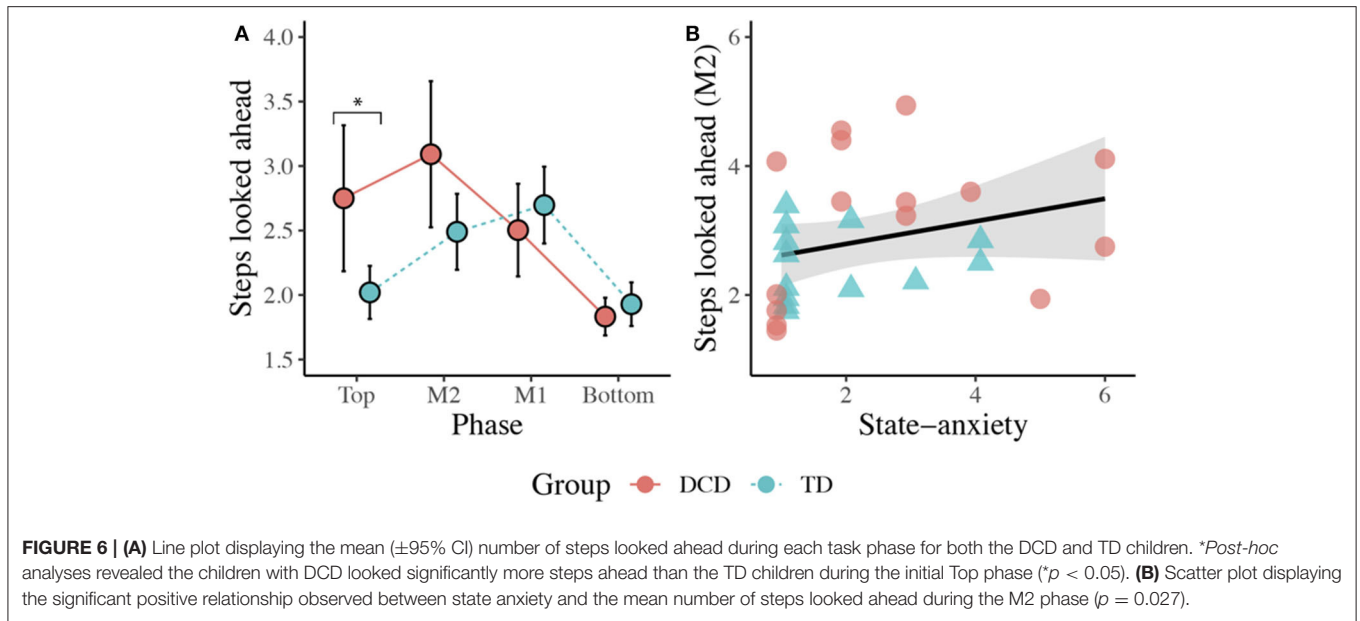 A
Steps looked ahead
4.0
3.5
3.0
2.5
2.0
1.5
*
Top M2 M1 Bottom
Phase
B
Steps looked ahead (M2)
6
4
2
2 4 6
State−anxiety
Group DCD TD
FIGURE 6 | (A) Line plot displaying the mean (±95% CI) number of steps looked ahead during each task phase for both the DCD and TD children. *Post-hoc
analyses revealed the children with DCD looked significantly more steps ahead than the TD children during the initial Top phase (*p < 0.05). (B) Scatter plot displaying
the significant positive relationship observed between state anxiety and the mean number of steps looked ahead during the M2 phase (p = 0.027).